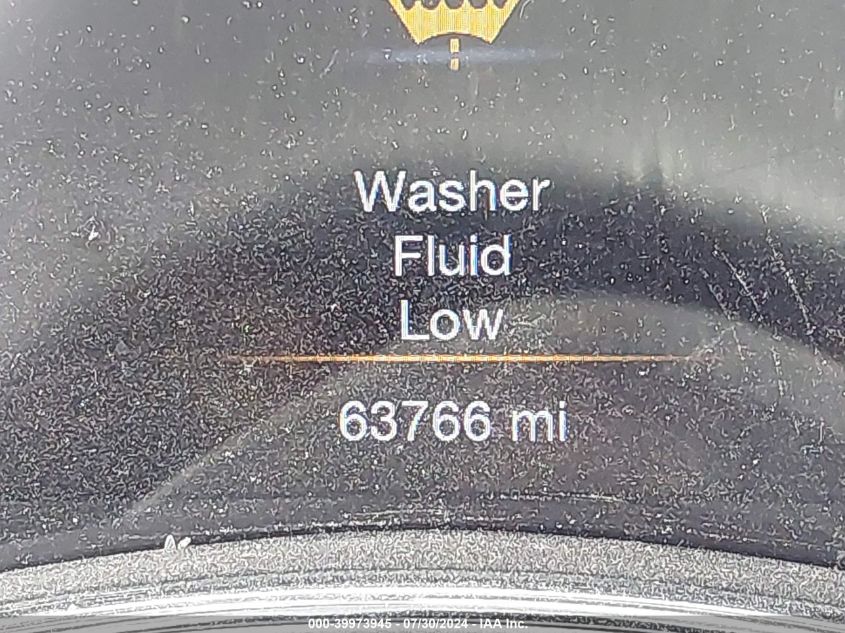 Washer
Fluid
Low
63766 mi
000-39973945 - 07/30/2024 - IAA Inc.